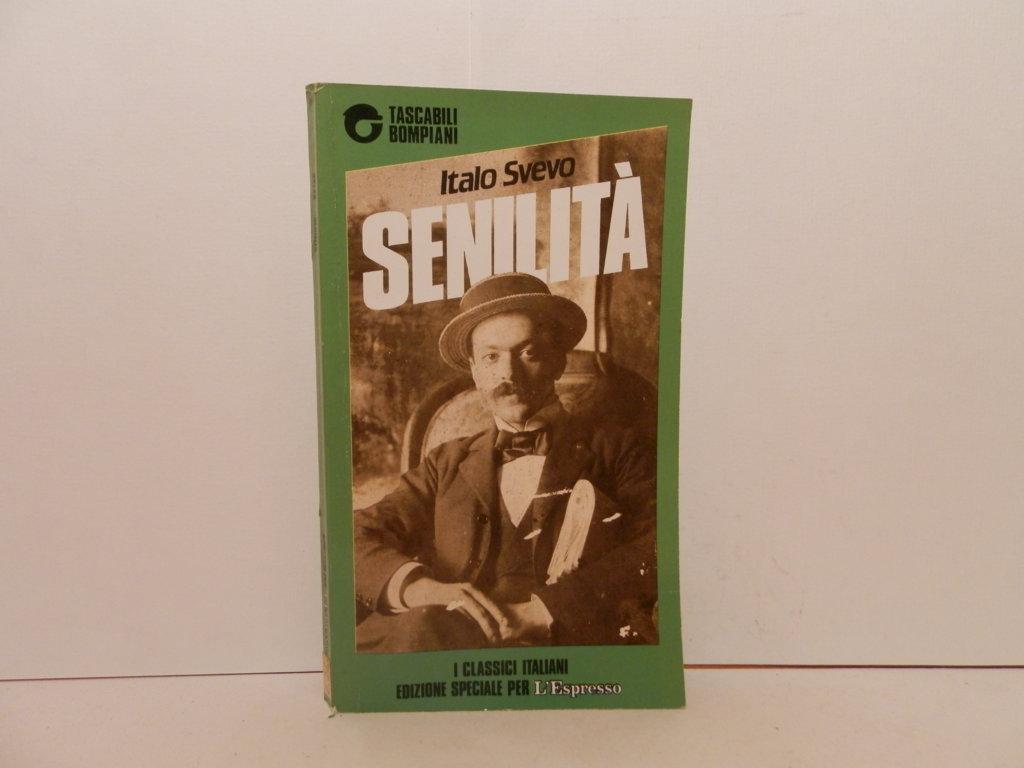 TASCABILI
BOMPIANI
Italo Svevo
SENILITÀ
I CLASSICI ITALIANI
EDIZIONE SPECIALE PER L'Espresso